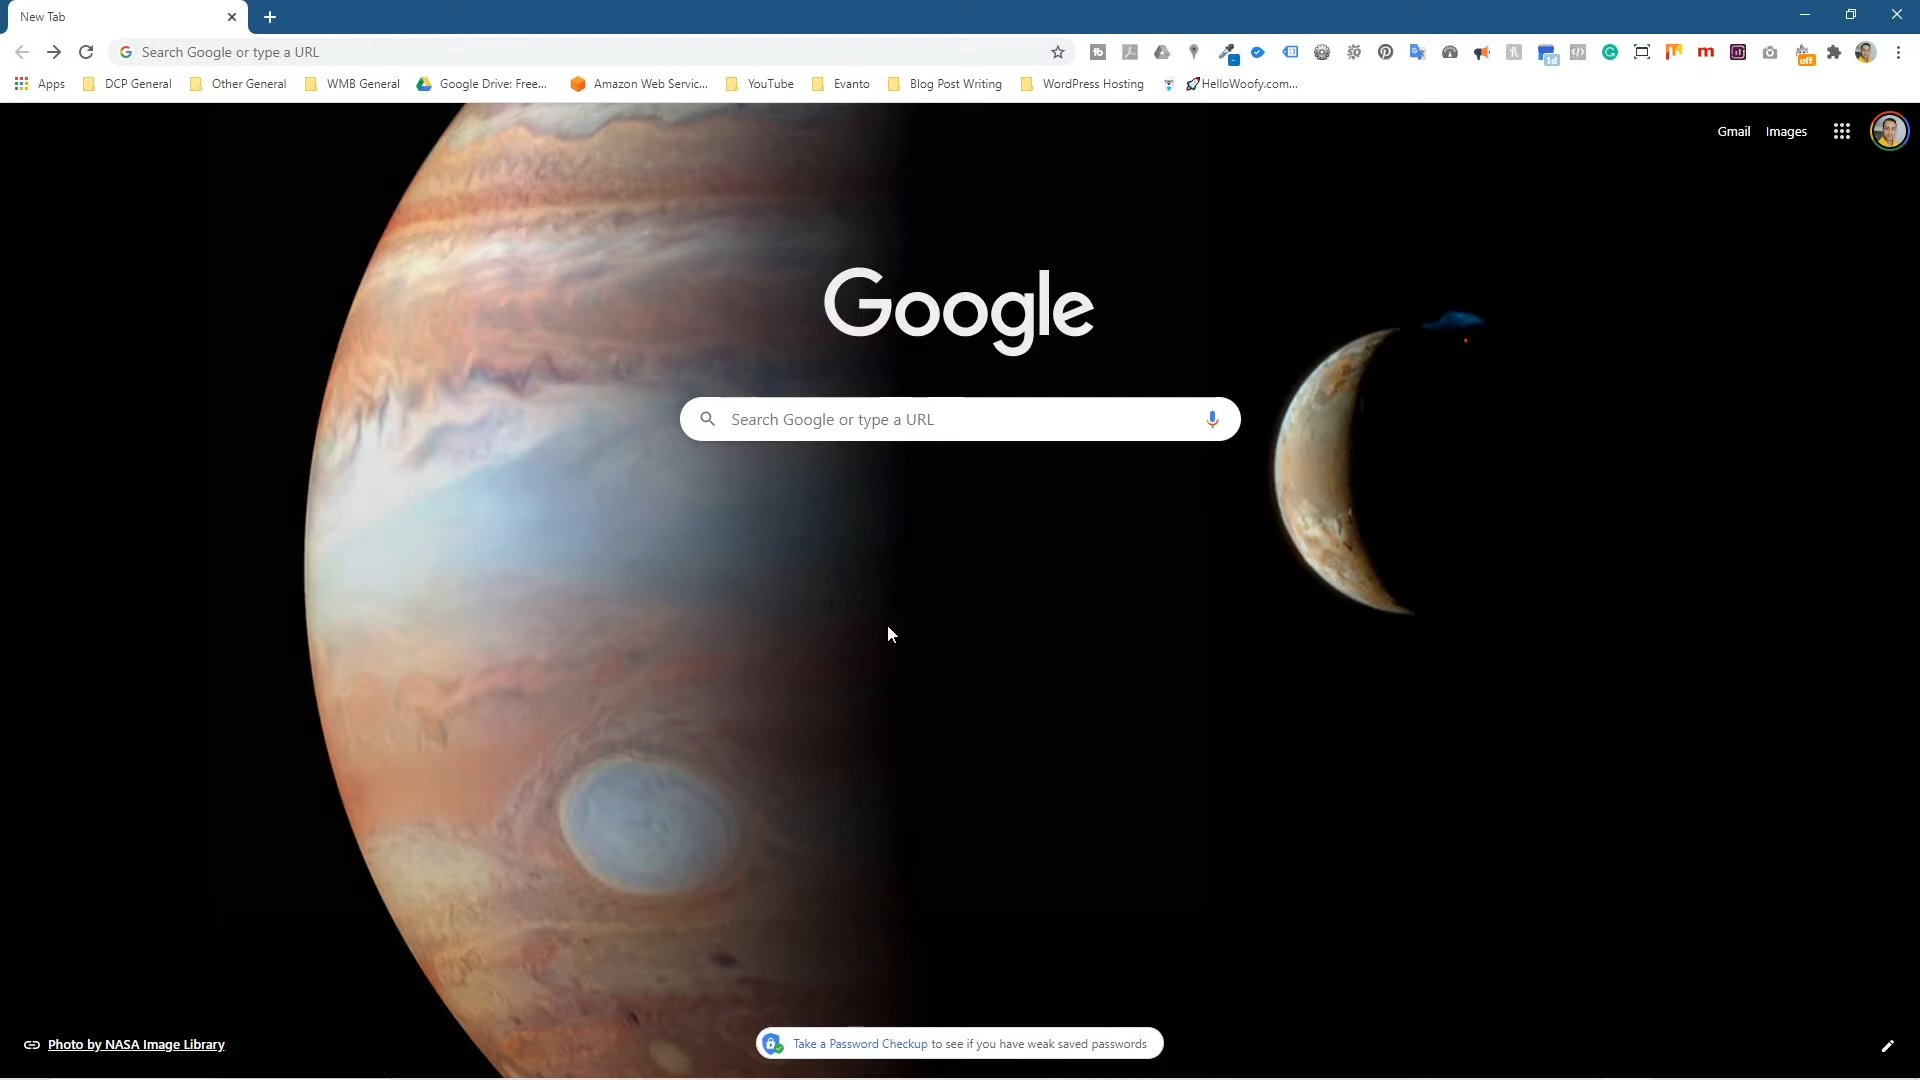 New Tab
Search Google or type a URL
1d
off
Apps
DCP General
Other General
WMB General
Google Drive: Free...
Amazon Web Servic...
YouTube
Evanto
Blog Post Writing
WordPress Hosting
HelloWoofy.com...
Gmail
Images
Google
Search Google or type a URL
Photo by NASA Image Library
Take a Password Checkup to see if you have weak saved passwords